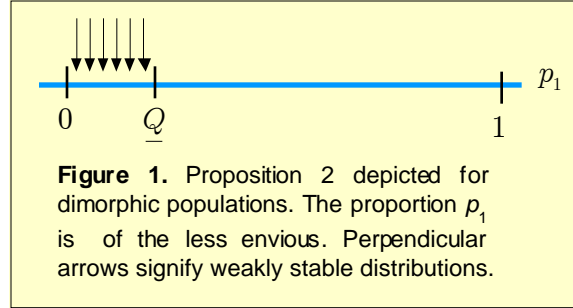 p1
0 Q 1
Figure 1. Proposition 2 depicted for
dimorphic populations. The proportion p1
is of the less envious. Perpendicular
arrows signify weakly stable distributions.